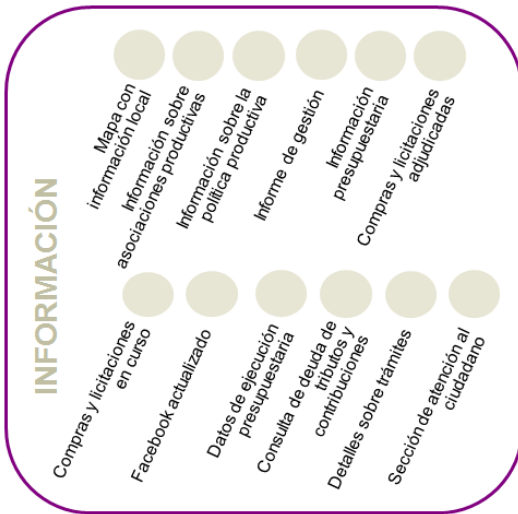 INFORMACIÓN
Mapa con
información local
Información sobre
asociaciones productivas
Información sobre la
política productiva
Informe de gestión
Información
presupuestaria
Compras y licitaciones
adjudicadas
Compras y licitaciones
en curso
Facebook actualizado
Datos de ejecución
presupuestaria
Consulta de deuda de
tributos y
contribuciones
Detalles sobre trámites
Sección de atención al
ciudadano